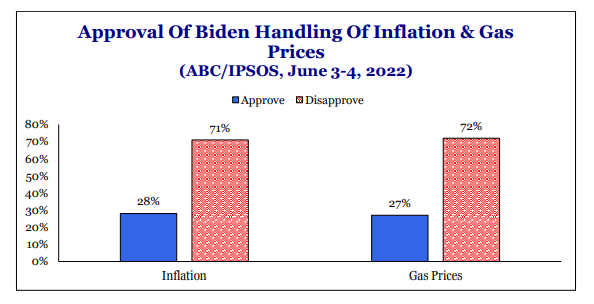 Approval Of Biden Handling Of Inflation & Gas
Prices
(ABC/IPSOS, June 3-4, 2022)
Approve Disapprove
80%
70%
60%
50%
40%
30%
20%
10%
0%
28%
71%
27%
72%
Inflation
Gas Prices